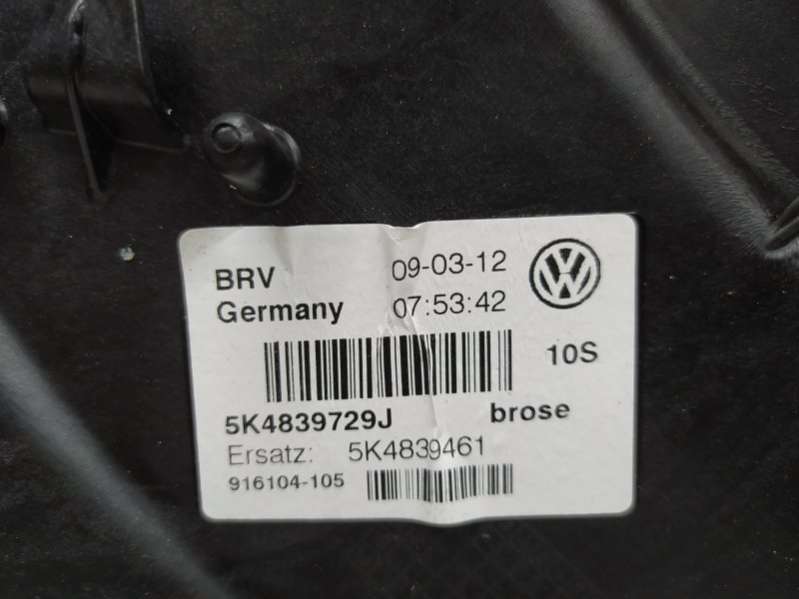 BRV 09-03-12
Germany 07:53:42
10S
5K4839729J brose
Ersatz: 5K4839461
916104-105